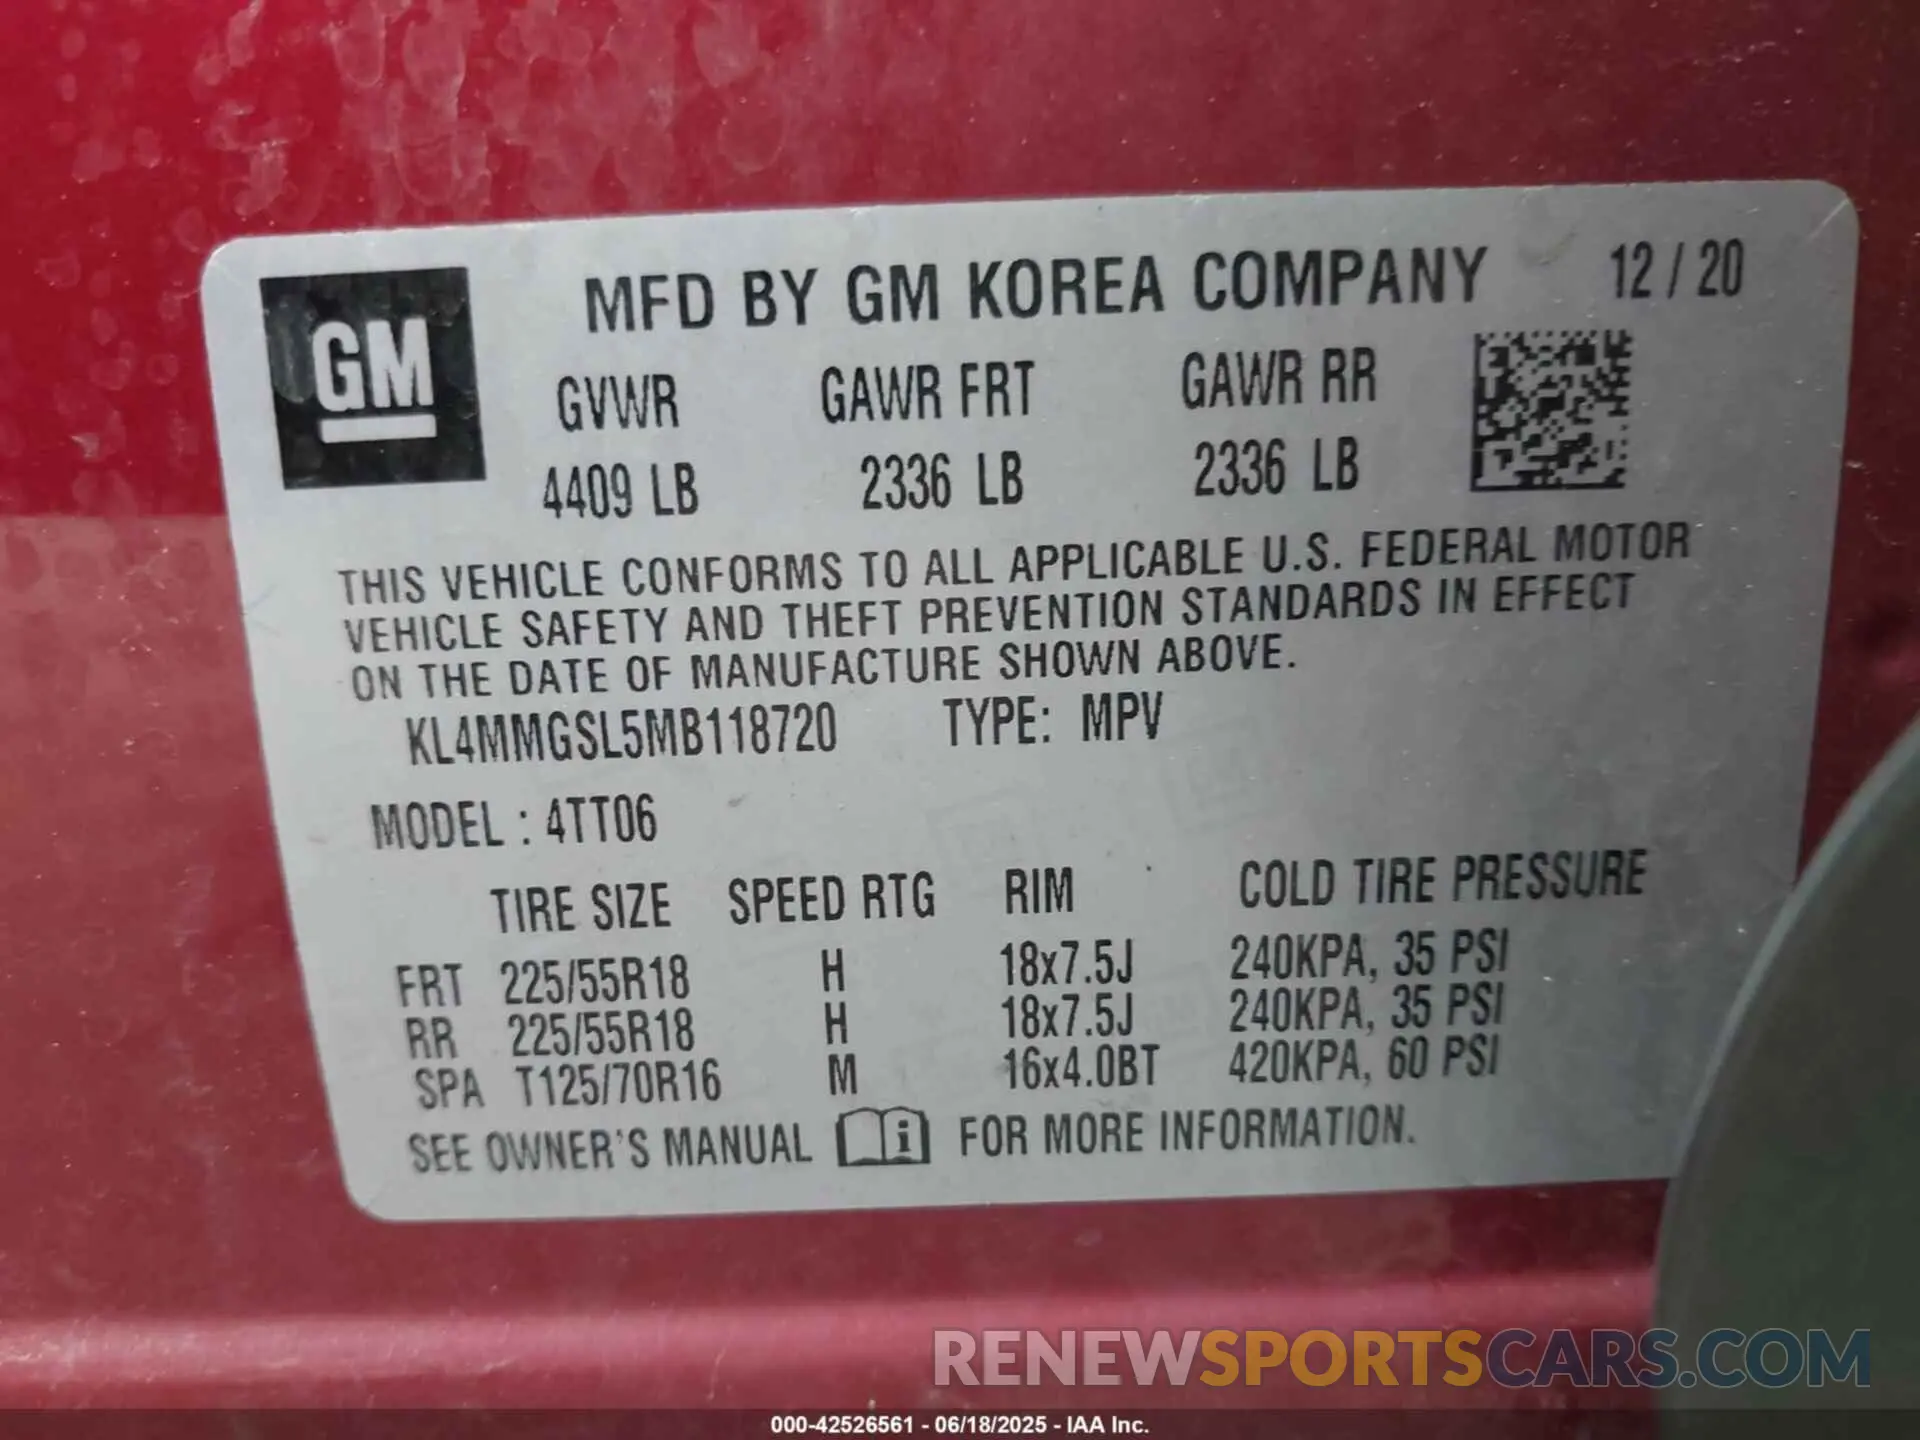 MFD BY GM KOREA COMPANY 12 / 20
GM
GVWR GAWR FRT GAWR RR
4409 LB 2336 LB 2336 LB
THIS VEHICLE CONFORMS TO ALL APPLICABLE U.S. FEDERAL MOTOR
VEHICLE SAFETY AND THEFT PREVENTION STANDARDS IN EFFECT
ON THE DATE OF MANUFACTURE SHOWN ABOVE.
KL4MMGSL5MB118720 TYPE: MPV
MODEL : 4TT06
TIRE SIZE SPEED RTG RIM COLD TIRE PRESSURE
FRT 225/55R18 H 18x7.5J 240KPA, 35 PSI
RR 225/55R18 H 18x7.5J 240KPA, 35 PSI
SPA T125/70R16 M 16x4.0BT 420KPA, 60 PSI
SEE OWNER'S MANUAL i FOR MORE INFORMATION.
RENEWSPORTSCARS.COM
000-42526561 - 06/18/2025 - IAA Inc.